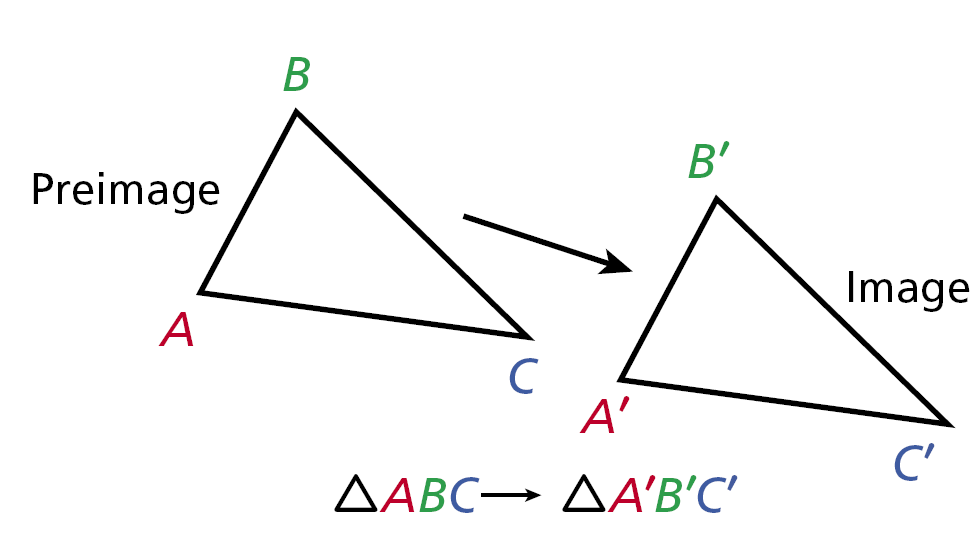 B
B′
Preimage
Image
A
C
A′
C′
△ABC → △A′B′C′